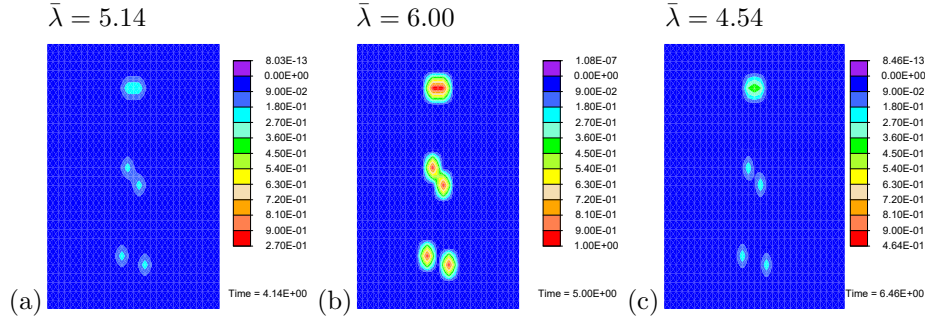 λ̄ = 5.14
λ̄ = 6.00
λ̄ = 4.54
8.03E-13
0.00E+00
9.00E-02
1.80E-01
2.70E-01
3.60E-01
4.50E-01
5.40E-01
6.30E-01
7.20E-01
8.10E-01
9.00E-01
2.70E-01
Time = 4.14E+00
(a)
1.08E-07
0.00E+00
9.00E-02
1.80E-01
2.70E-01
3.60E-01
4.50E-01
5.40E-01
6.30E-01
7.20E-01
8.10E-01
9.00E-01
1.00E+00
Time = 5.00E+00
(b)
8.46E-13
0.00E+00
9.00E-02
1.80E-01
2.70E-01
3.60E-01
4.50E-01
5.40E-01
6.30E-01
7.20E-01
8.10E-01
9.00E-01
4.64E-01
Time = 6.46E+00
(c)